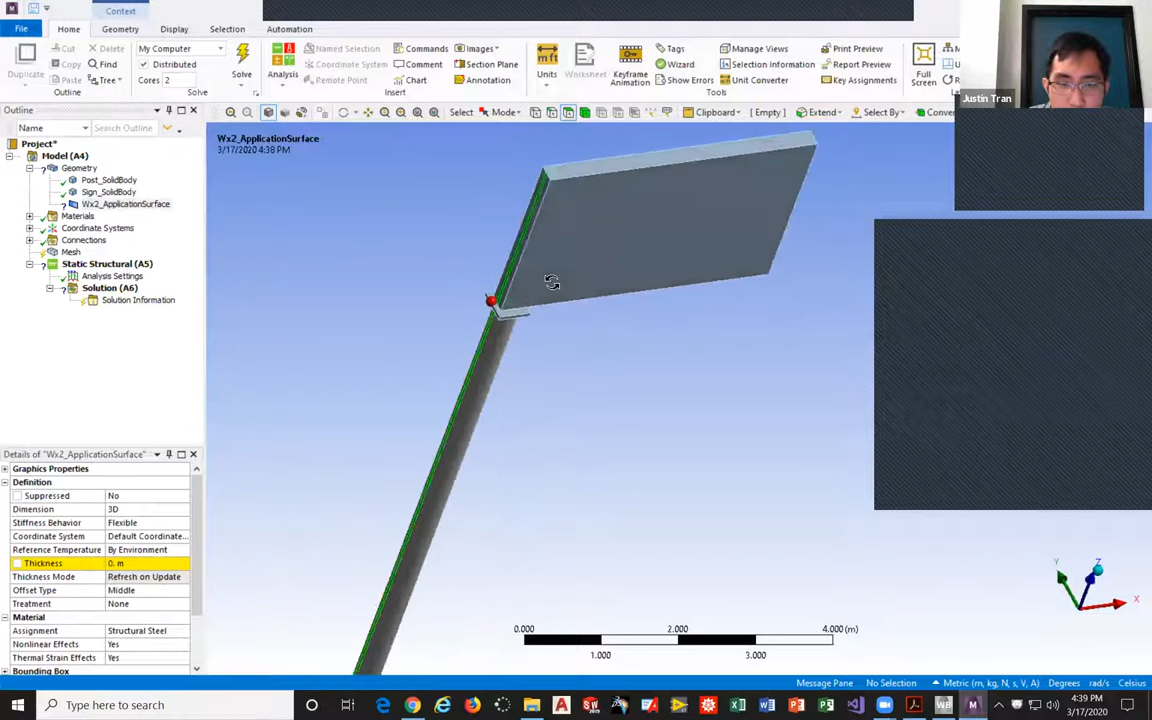 Context
File
Home
Geometry
Display
Selection
Automation
Duplicate
Cut
Delete
Copy
Find
Paste
Tree
Outline
My Computer
Distributed
Cores 2
Solve
Solve
Analysis
Named Selection
Coordinate System
Remote Point
Commands
Comment
Chart
Images
Section Plane
Annotation
Insert
Units
Worksheet
Keyframe
Animation
Tags
Wizard
Show Errors
Manage Views
Selection Information
Unit Converter
Tools
Print Preview
Report Preview
Key Assignments
Full
Screen
Justin Tran
Outline
Name
Search Outline
Select
Mode
Clipboard
[ Empty ]
Extend
Select By
Conver
Project*
Model (A4)
Geometry
Post_SolidBody
Sign_SolidBody
Wx2_ApplicationSurface
Materials
Coordinate Systems
Connections
Mesh
Static Structural (A5)
Analysis Settings
Solution (A6)
Solution Information
Wx2_ApplicationSurface
3/17/2020 4:38 PM
Details of "Wx2_ApplicationSurface"
Graphics Properties
Definition
Suppressed No
Dimension 3D
Stiffness Behavior Flexible
Coordinate System Default Coordinate...
Reference Temperature By Environment
Thickness 0, m
Thickness Mode Refresh on Update
Offset Type Middle
Treatment None
Material
Assignment Structural Steel
Nonlinear Effects Yes
Thermal Strain Effects Yes
Bounding Box
Y
Z
X
0.000 2.000 4.000 (m)
1.000 3.000
Message Pane
No Selection
Metric (m, kg, N, s, V, A)
Degrees
rad/s
Celsius
Type here to search
4:39 PM
3/17/2020